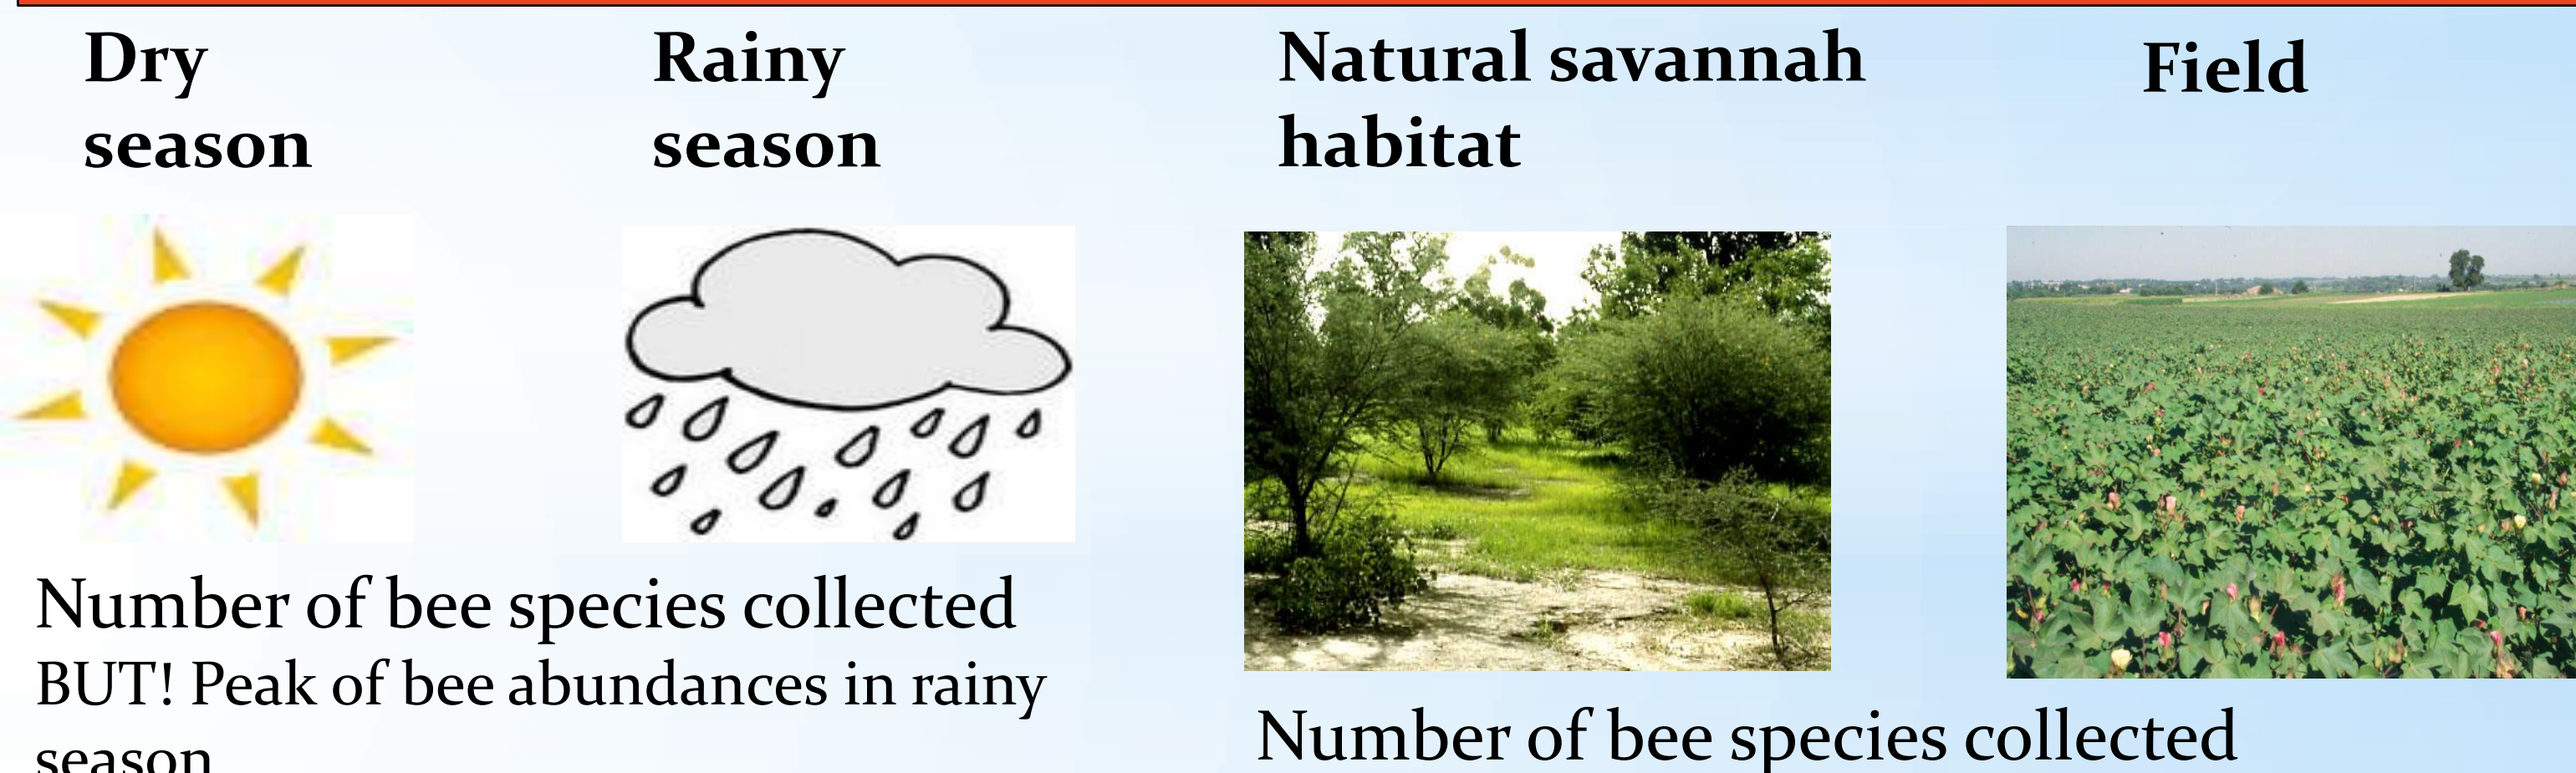 Dry
season
Rainy
season
Natural savannah
habitat
Field
Number of bee species collected
BUT! Peak of bee abundances in rainy
season
Number of bee species collected